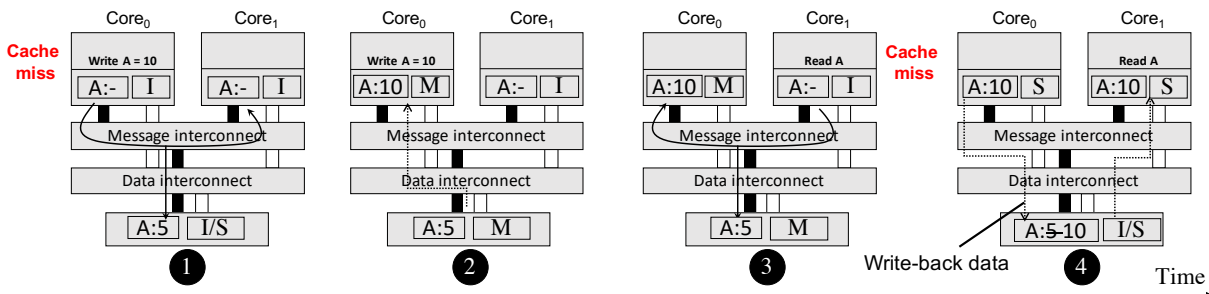 Core0 Core1
Cache miss
Write A = 10
A:- I A:- I
Message interconnect
Data interconnect
A:5 I/S
1
Core0 Core1
Write A = 10
A:10 M A:- I
Message interconnect
Data interconnect
A:5 M
2
Core0 Core1
Read A
A:10 M A:- I
Message interconnect
Data interconnect
A:5 M
3
Core0 Core1
Cache miss
Read A
A:10 S A:10 S
Message interconnect
Data interconnect
A:5-10 I/S
Write-back data
4
Time